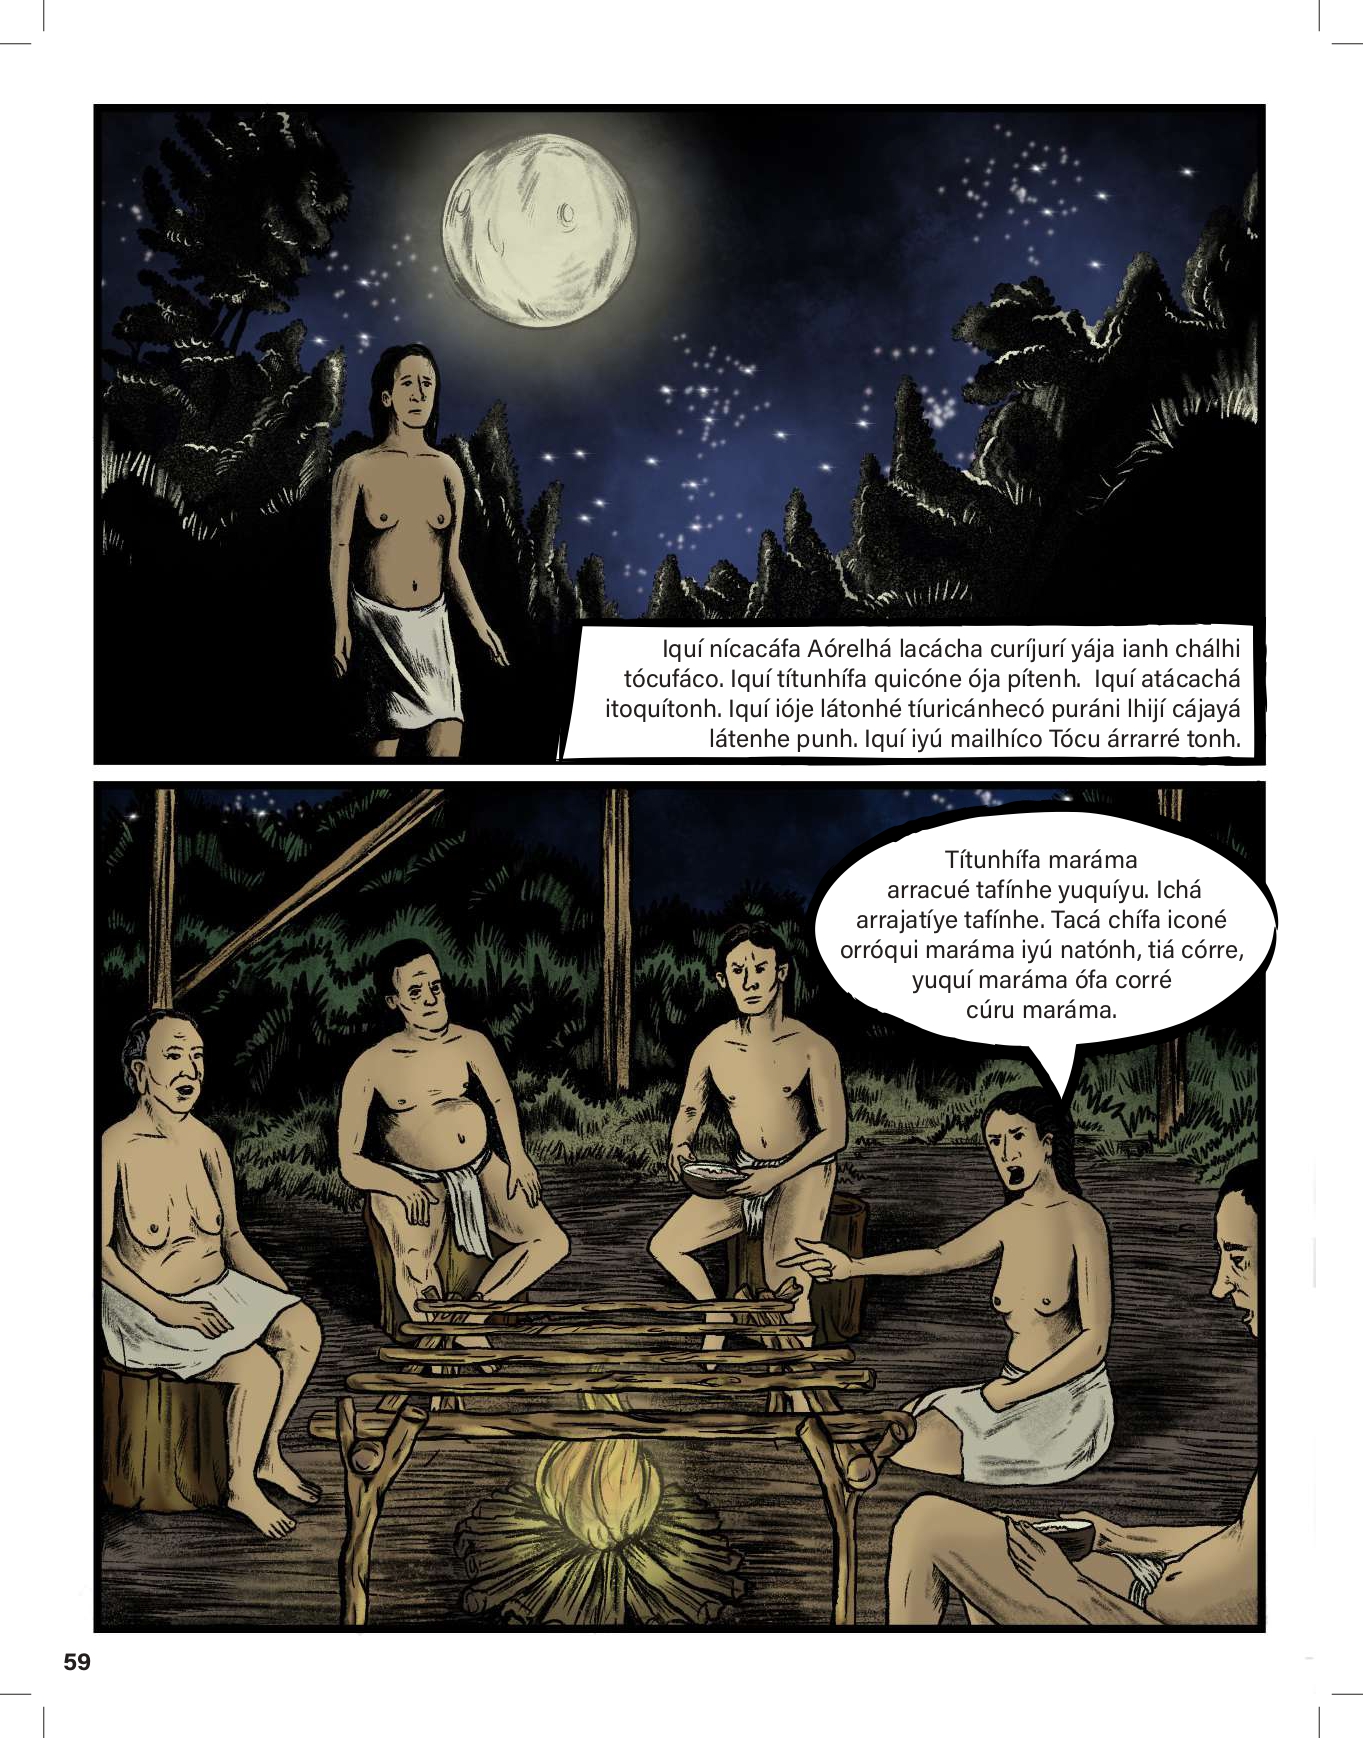 Iquí nícacáfa Aórelhá lacácha curíjurí yája ianh chálhi
tócufáco. Iquí títunhífa quicóne ója pítenh.  Iquí atácachá
itoquítonh. Iquí ióje látonhé tíuricánhecó puráni lhijí cájayá
látenhe punh. Iquí iyú mailhíco Tócu árrarré tonh.
Títunhífa maráma
arracué tafínhe yuquíyu. Ichá
arrajatíye tafínhe. Tacá chífa iconé
orróqui maráma iyú natónh, tiá córre,
yuquí maráma ófa corré
cúru maráma.
59